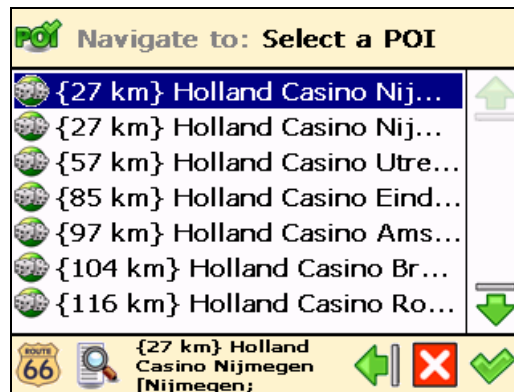 POI Navigate to: Select a POI
{27 km} Holland Casino Nij...
{27 km} Holland Casino Nij...
{57 km} Holland Casino Utre...
{85 km} Holland Casino Eind...
{97 km} Holland Casino Ams...
{104 km} Holland Casino Br...
{116 km} Holland Casino Ro...
ROUTE
66
{27 km} Holland
Casino Nijmegen
[Nijmegen;